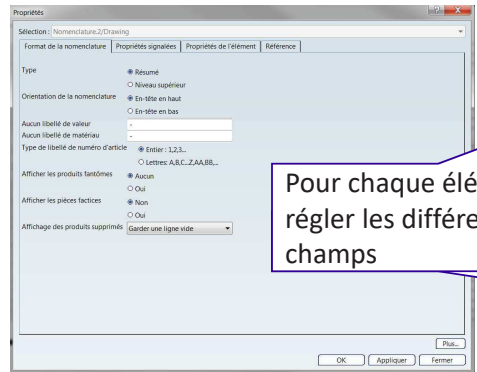 Propriétés
Sélection : Nomenclature.2/Drawing
Format de la nomenclature Propriétés signalées Propriétés de l'élément Référence
Type Résumé
Niveau supérieur
Orientation de la nomenclature En-tête en haut
En-tête en bas
Aucun libellé de valeur -
Aucun libellé de matériau -
Type de libellé de numéro d'article Entier : 1,2,3...
Lettres: A,B,C..Z,AA,BB,...
Afficher les produits fantômes Aucun
Oui
Afficher les pièces factices Non
Oui
Affichage des produits supprimés Garder une ligne vide
Pour chaque élé
régler les différe
champs
Plus...
OK Appliquer Fermer